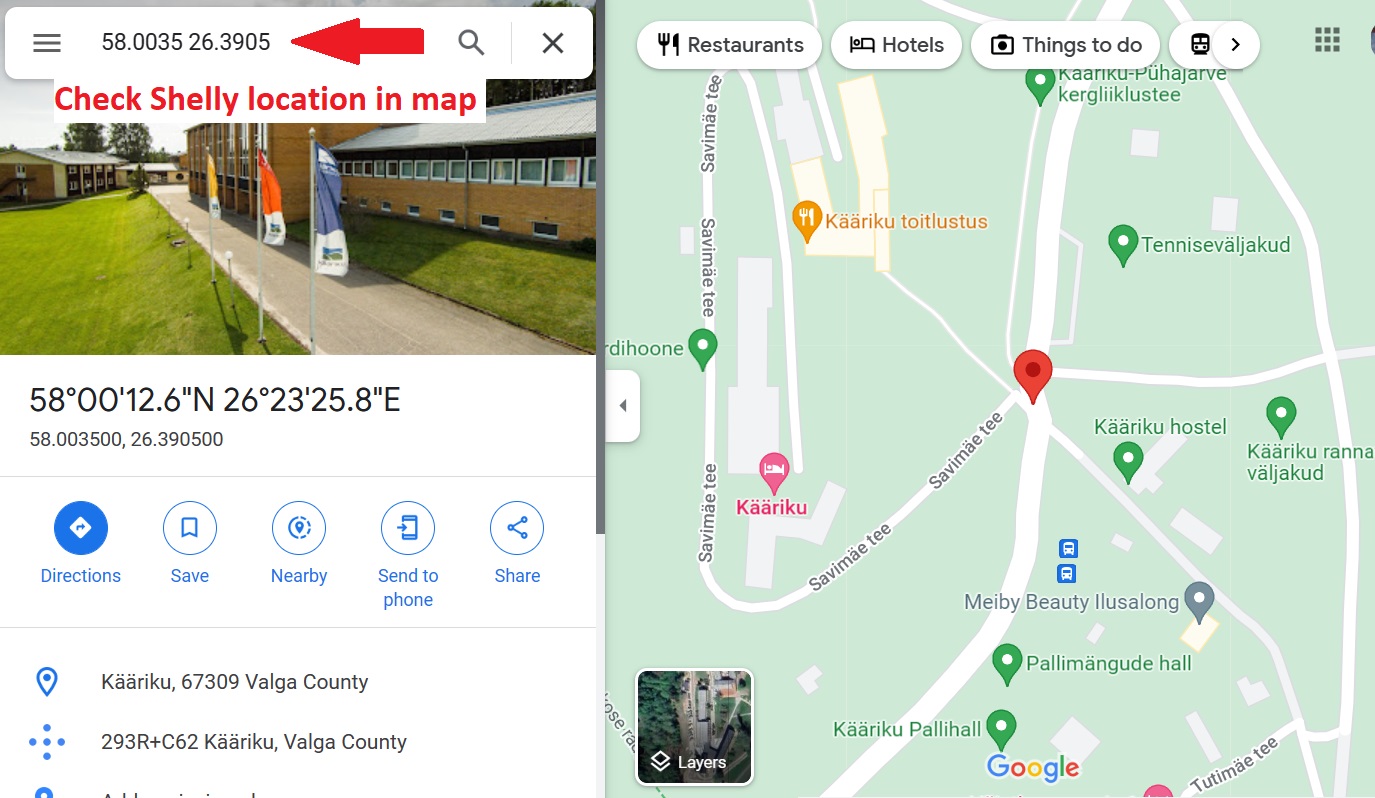 58.0035 26.3905
Check Shelly location in map
58°00'12.6"N 26°23'25.8"E
58.003500, 26.390500
Directions
Save
Nearby
Send to
phone
Share
Kääriku, 67309 Valga County
293R+C62 Kääriku, Valga County
Restaurants
Hotels
Things to do
Kääriku-Pühajärve
kergliiklustee
Savimäe tee
Kääriku toitlustus
Savimäe tee
Tenniseväljakud
rdihoone
Kääriku hostel
Kääriku ranna
väljakud
Savimäe tee
Kääriku
Savimäe tee
Savimäe tee
Meiby Beauty Ilusalong
Pallimängude hall
Kääriku Pallihall
Tutimäe tee
Layers
Google